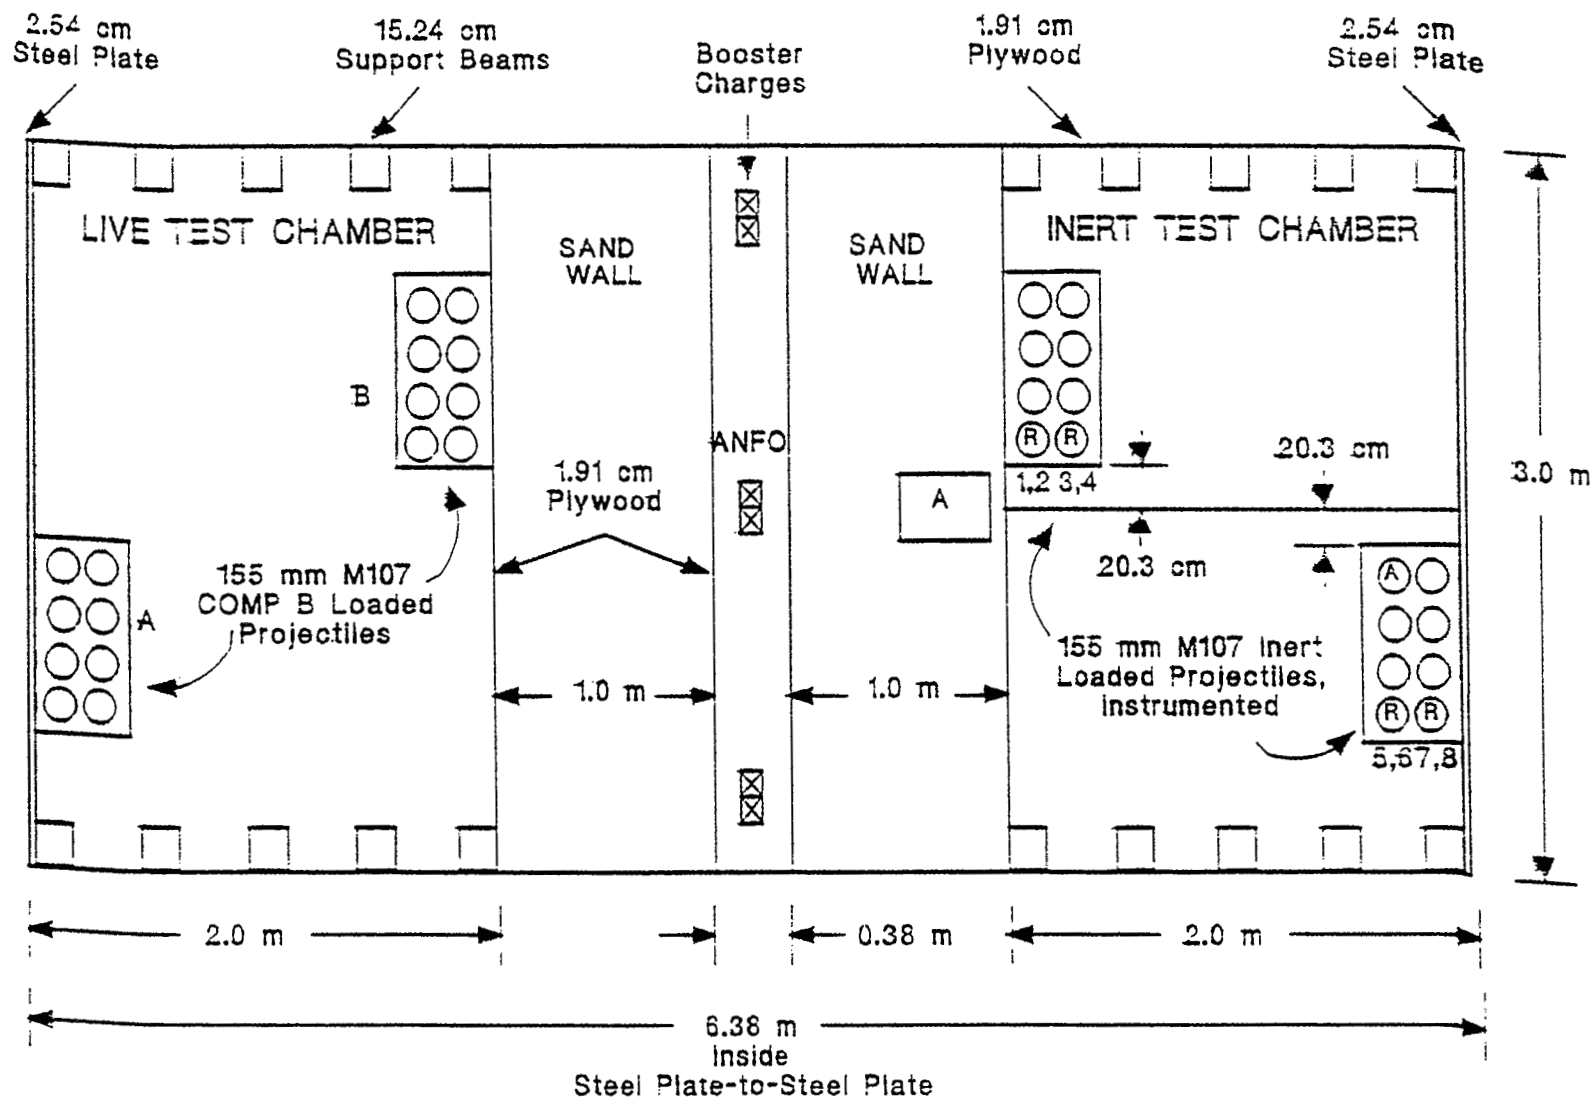 2.54 cm
Steel Plate
15.24 cm
Support Beams
Booster
Charges
1.91 cm
Plywood
2.54 cm
Steel Plate
LIVE TEST CHAMBER
SAND
WALL
SAND
WALL
INERT TEST CHAMBER
B
ANFO
R R
1,2 3,4
20.3 cm
3.0 m
1.91 cm
Plywood
A
20.3 cm
155 mm M107
COMP B Loaded
Projectiles
A
A
155 mm M107 Inert
Loaded Projectiles,
Instrumented
1.0 m
1.0 m
R R
5,67,8
2.0 m
0.38 m
2.0 m
6.38 m
Inside
Steel Plate-to-Steel Plate